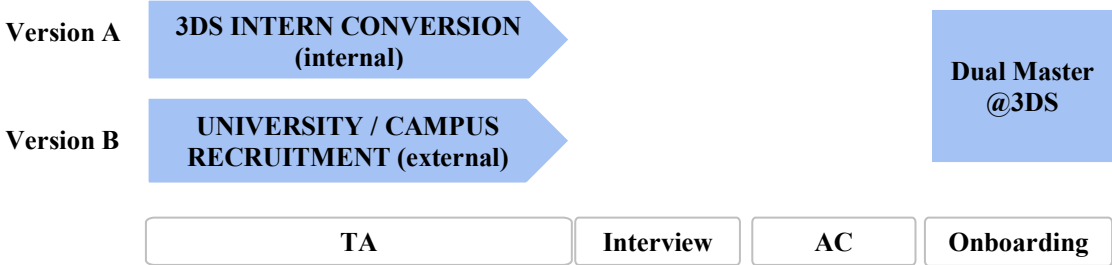 Version A
3DS INTERN CONVERSION
(internal)
Dual Master
@3DS
Version B
UNIVERSITY / CAMPUS
RECRUITMENT (external)
TA
Interview
AC
Onboarding